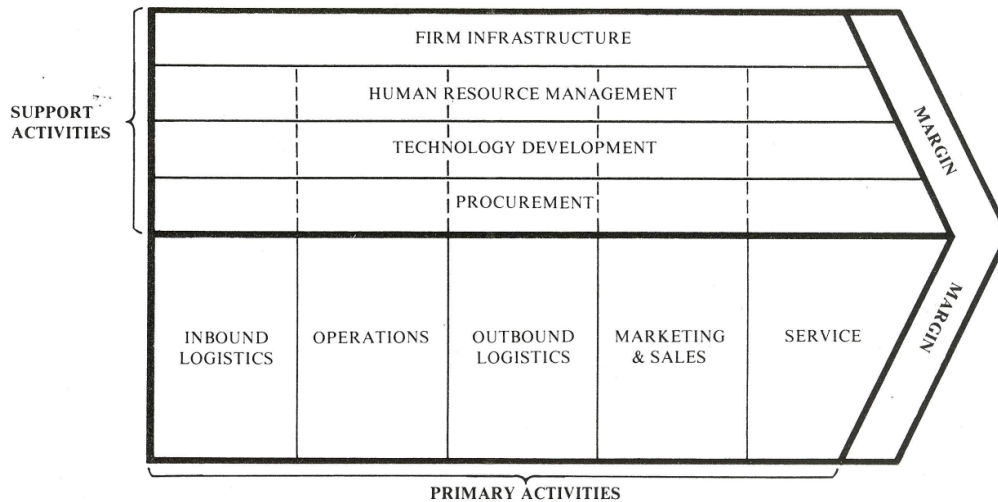 FIRM INFRASTRUCTURE
HUMAN RESOURCE MANAGEMENT
SUPPORT
ACTIVITIES
TECHNOLOGY DEVELOPMENT
PROCUREMENT
MARGIN
INBOUND
LOGISTICS
OPERATIONS
OUTBOUND
LOGISTICS
MARKETING
& SALES
SERVICE
MARGIN
PRIMARY ACTIVITIES